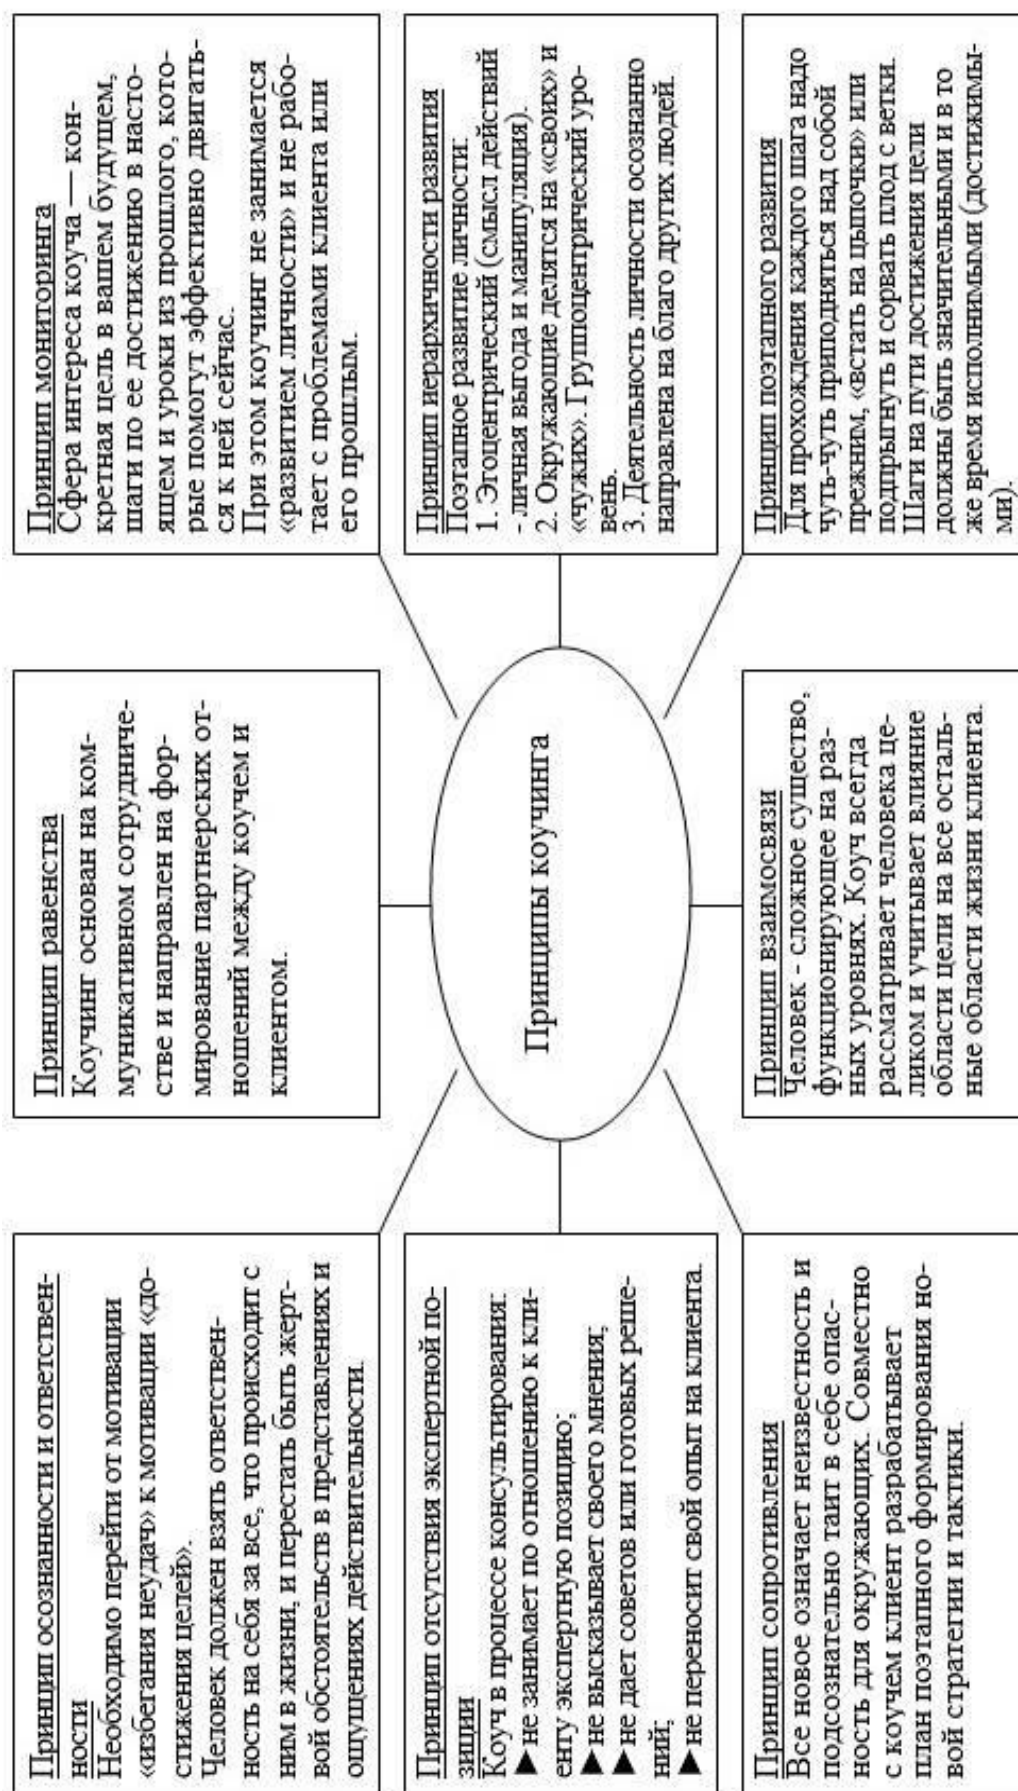 Принцип осознанности и ответствен-
ности
Необходимо перейти от мотивации
«избегания неудач» к мотивации «до-
стижения целей».
Человек должен взять ответствен-
ность на себя за все, что происходит с
ним в жизни, и перестать быть жерт-
вой обстоятельств в представлениях и
ощущениях действительности.
Принцип равенства
Коучинг основан на ком-
муникативном сотрудниче-
стве и направлен на фор-
мирование партнерских от-
ношений между коучем и
клиентом.
Принцип мониторинга
Сфера интереса коуча — кон-
кретная цель в вашем будущем,
шаги по ее достижению в насто-
ящем и уроки из прошлого, кото-
рые помогут эффективно двигать-
ся к ней сейчас.
При этом коучинг не занимается
«развитием личности» и не рабо-
тает с проблемами клиента или
его прошлым.
Принцип отсутствия экспертной по-
зиции
Коуч в процессе консультирования:
►не занимает по отношению к кли-
енту экспертную позицию;
►не высказывает своего мнения;
►не дает советов или готовых реше-
ний;
►не переносит свой опыт на клиента.
Принципы коучинга
Принцип иерархичности развития
Поэтапное развитие личности:
1. Эгоцентрический (смысл действий
- личная выгода и манипуляция).
2. Окружающие делятся на «своих» и
«чужих». Группоцентрический уро-
вень.
3. Деятельность личности осознанно
направлена на благо других людей.
Принцип сопротивления
Все новое означает неизвестность и
подсознательно таит в себе опас-
ность для окружающих. Совместно
с коучем клиент разрабатывает
план поэтапного формирования но-
вой стратегии и тактики.
Принцип взаимосвязи
Человек - сложное существо,
функционирующее на раз-
ных уровнях. Коуч всегда
рассматривает человека це-
ликом и учитывает влияние
области цели на все осталь-
ные области жизни клиента.
Принцип поэтапного развития
Для прохождения каждого шага надо
чуть-чуть приподняться над собой
прежним, «встать на цыпочки» или
подпрыгнуть и сорвать плод с ветки.
Шаги на пути достижения цели
должны быть значительными и в то
же время исполнимыми (достижимы-
ми).